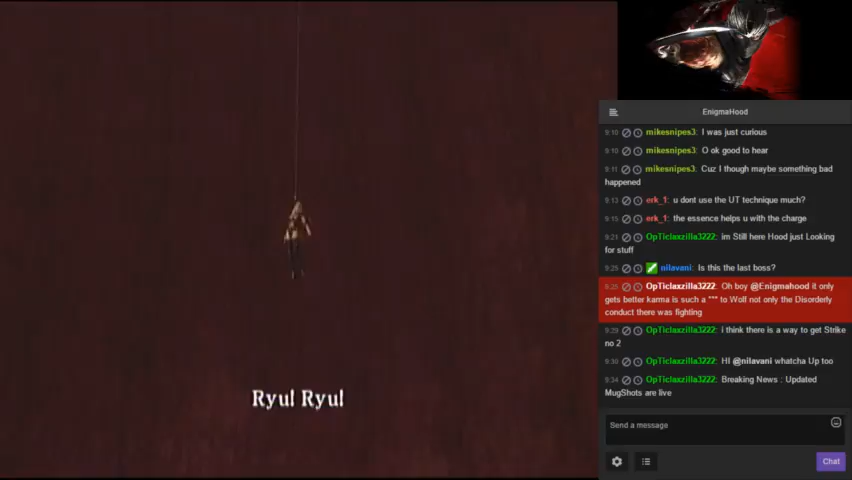 EnigmaHood
9:10 mikesnipes3: I was just curious
9:10 mikesnipes3: O ok good to hear
9:11 mikesnipes3: Cuz I though maybe something bad
happened
9:13 erk_1: u dont use the UT technique much?
9:15 erk_1: the essence helps u with the charge
9:21 OpTiclaxzilla3222: im Still here Hood just Looking
for stuff
9:25 nilavani: Is this the last boss?
9:25 OpTiclaxzilla3222: Oh boy @Enigmahood it only
gets better karma is such a *** to Wolf not only the Disorderly
conduct there was fighting
9:29 OpTiclaxzilla3222: i think there is a way to get Strike
no 2
9:30 OpTiclaxzilla3222: HI @nilavani whatcha Up too
9:34 OpTiclaxzilla3222: Breaking News : Updated
MugShots are live
Ryu! Ryu!
Send a message
Chat